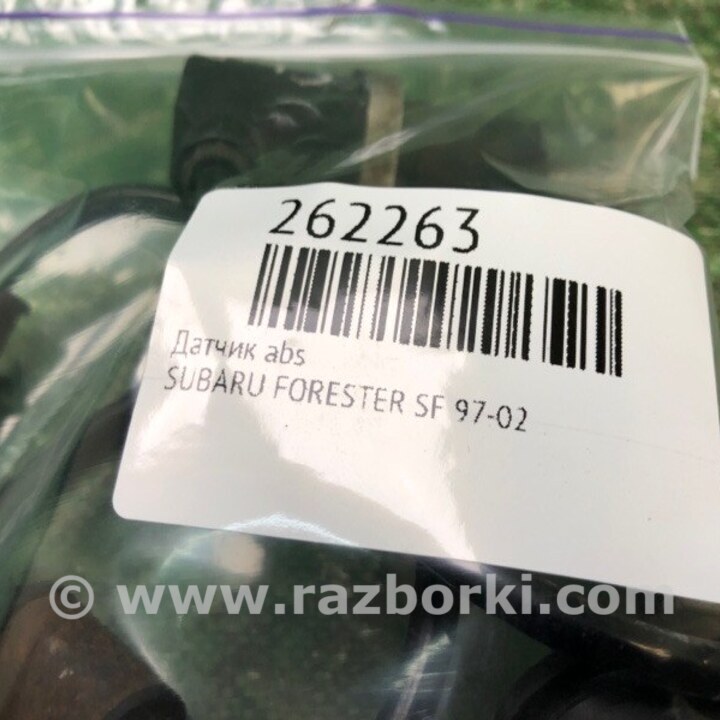 262263
Датчик abs
SUBARU FORESTER SF 97-02
© www.razborki.com